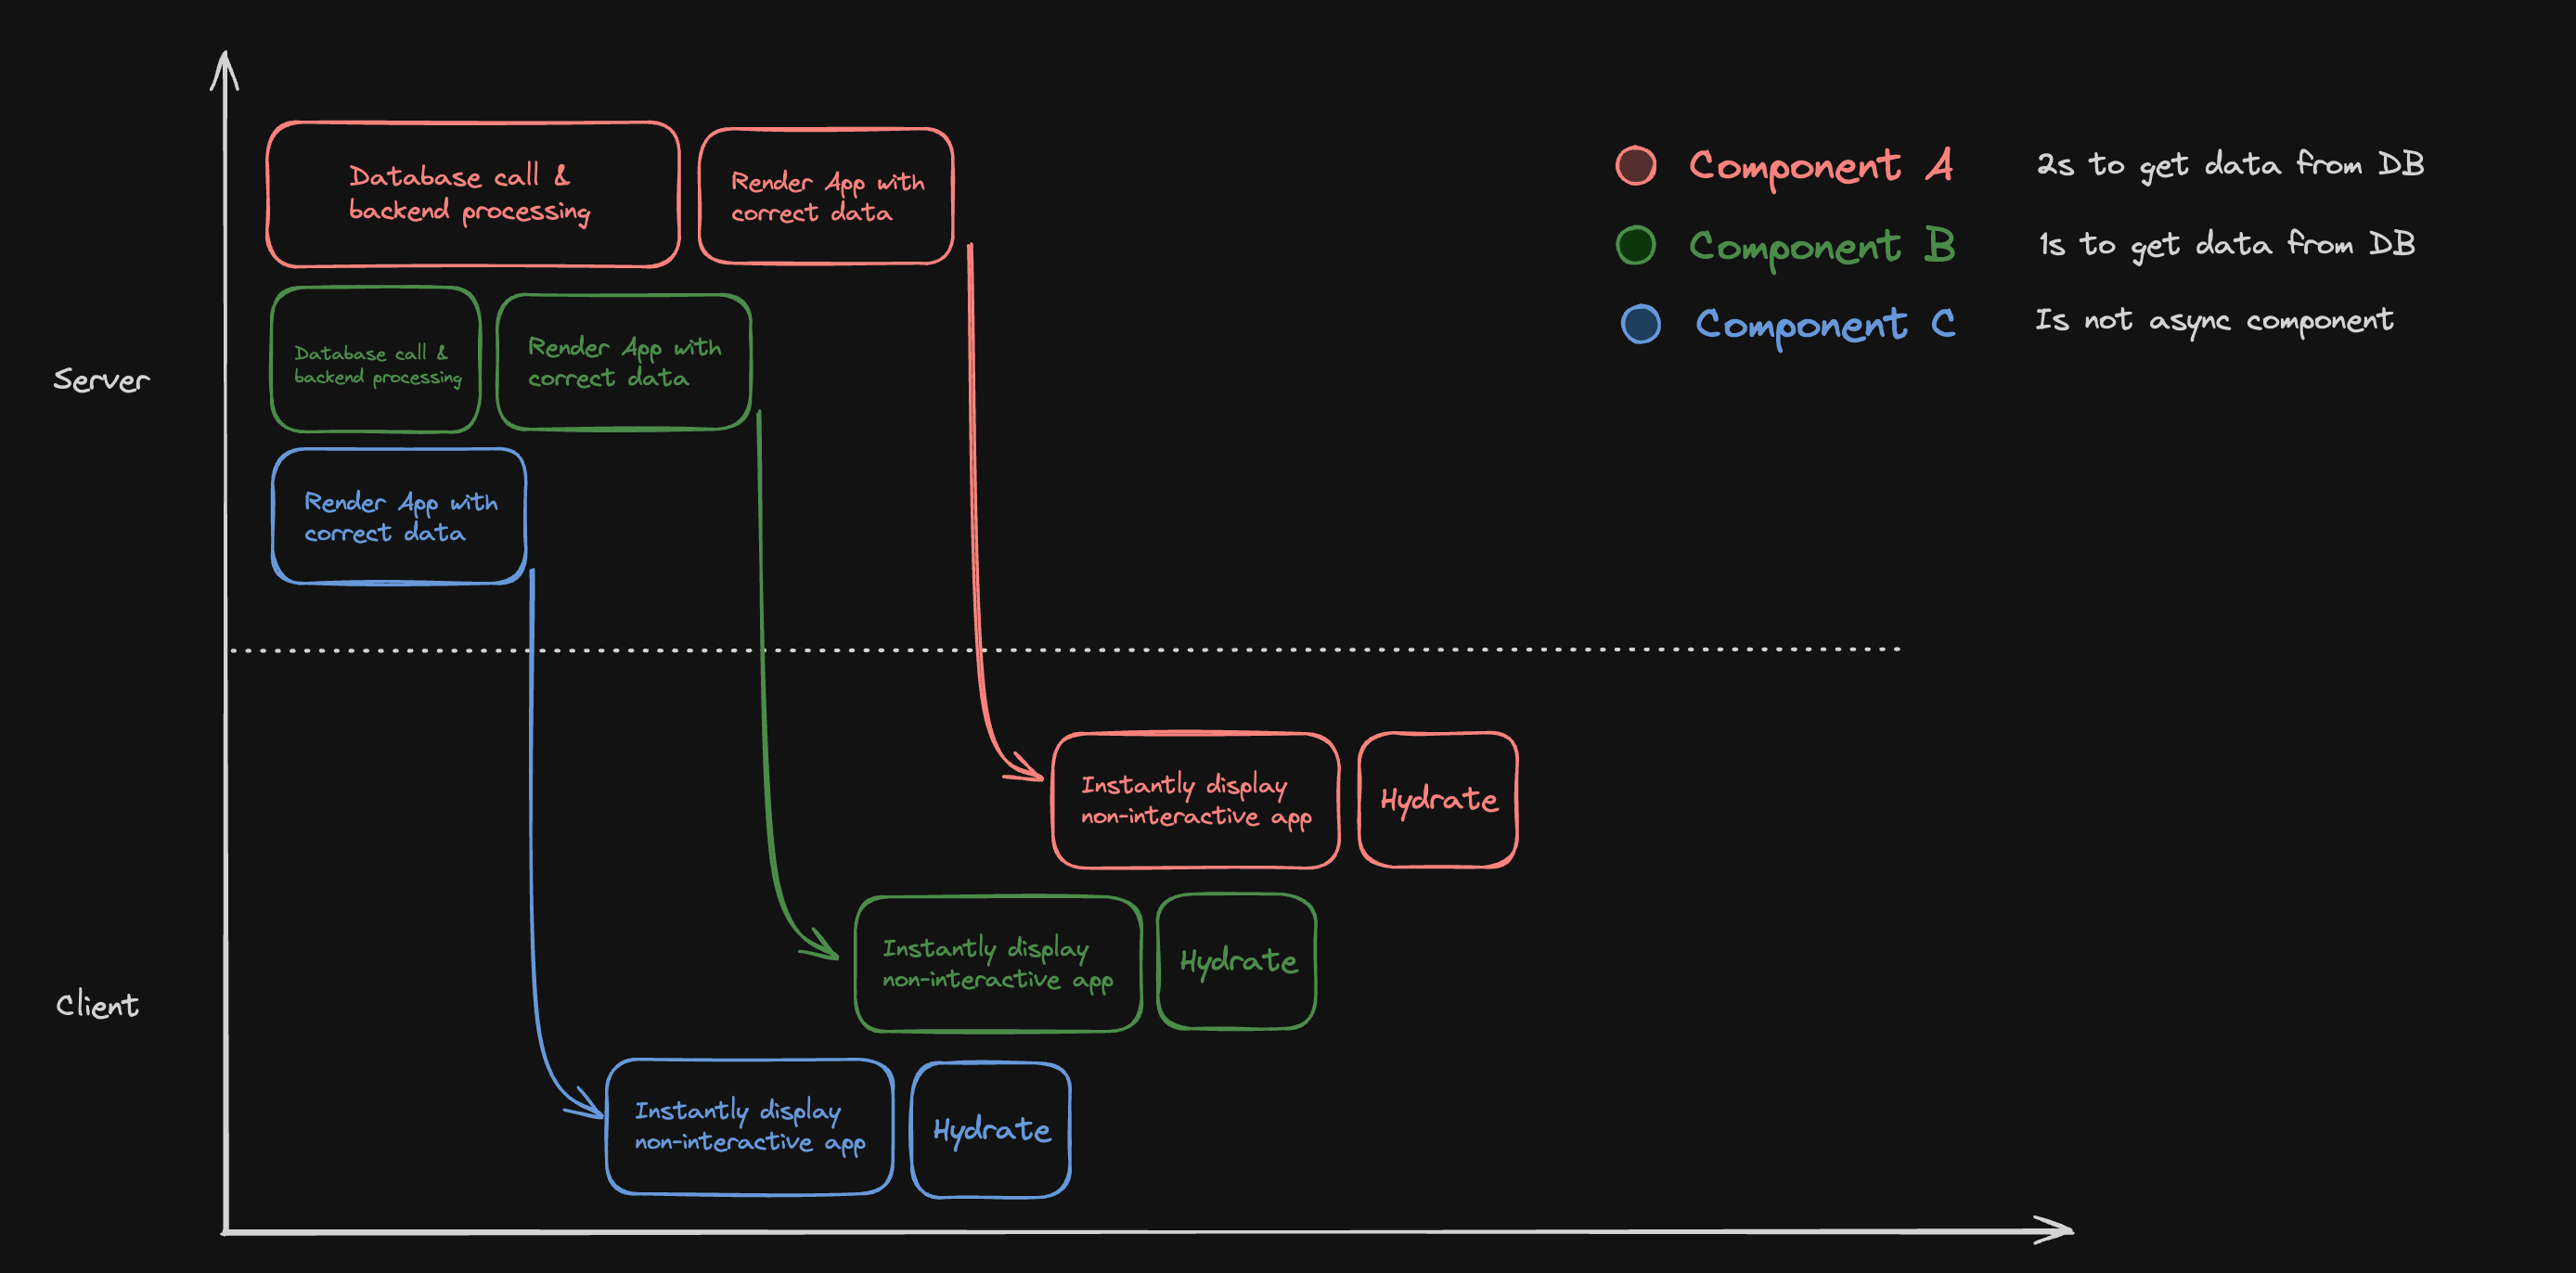 Database call &
backend processing
Render App with
correct data
Component A
2s to get data from DB
Component B
1s to get data from DB
Component C
Is not async component
Database call &
backend processing
Render App with
correct data
Server
Render App with
correct data
Instantly display
non-interactive app
Hydrate
Instantly display
non-interactive app
Hydrate
Client
Instantly display
non-interactive app
Hydrate